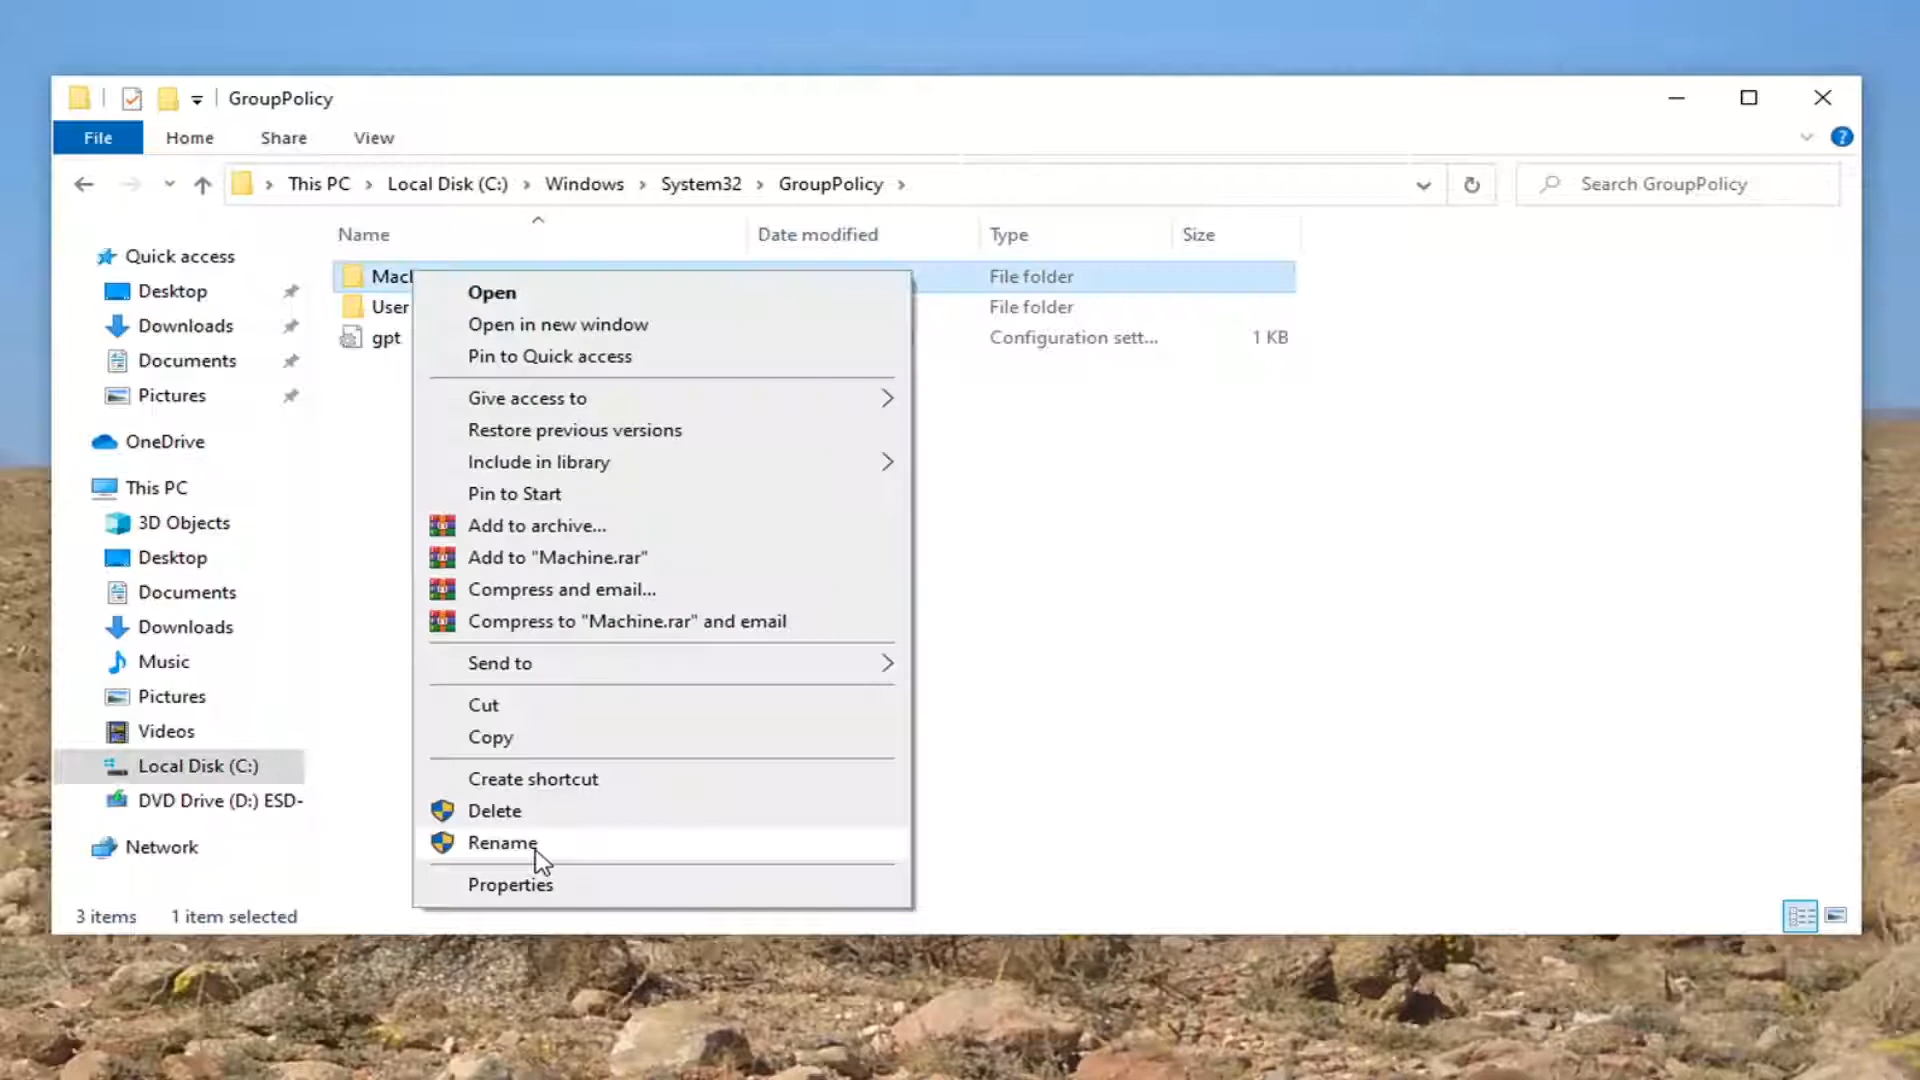 GroupPolicy
File Home Share View
This PC Local Disk (C:) Windows System32 GroupPolicy
Search GroupPolicy
Name Date modified Type Size
Quick access
Desktop
Downloads
Documents
Pictures
OneDrive
This PC
3D Objects
Desktop
Documents
Downloads
Music
Pictures
Videos
Local Disk (C:)
DVD Drive (D:) ESD-
Network
Mac File folder
User File folder
gpt Configuration sett... 1 KB
Open
Open in new window
Pin to Quick access
Give access to
Restore previous versions
Include in library
Pin to Start
Add to archive...
Add to "Machine.rar"
Compress and email...
Compress to "Machine.rar" and email
Send to
Cut
Copy
Create shortcut
Delete
Rename
Properties
3 items 1 item selected